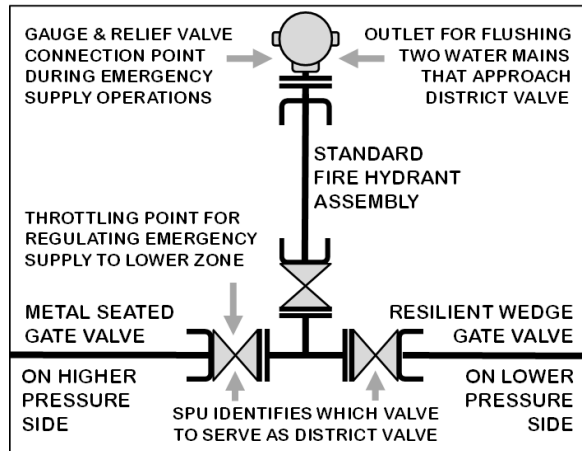 GAUGE & RELIEF VALVE
CONNECTION POINT
DURING EMERGENCY
SUPPLY OPERATIONS
OUTLET FOR FLUSHING
TWO WATER MAINS
THAT APPROACH
DISTRICT VALVE
STANDARD
FIRE HYDRANT
ASSEMBLY
THROTTLING POINT FOR
REGULATING EMERGENCY
SUPPLY TO LOWER ZONE
METAL SEATED
GATE VALVE
RESILIENT WEDGE
GATE VALVE
ON HIGHER
PRESSURE
SIDE
SPU IDENTIFIES WHICH VALVE
TO SERVE AS DISTRICT VALVE
ON LOWER
PRESSURE
SIDE